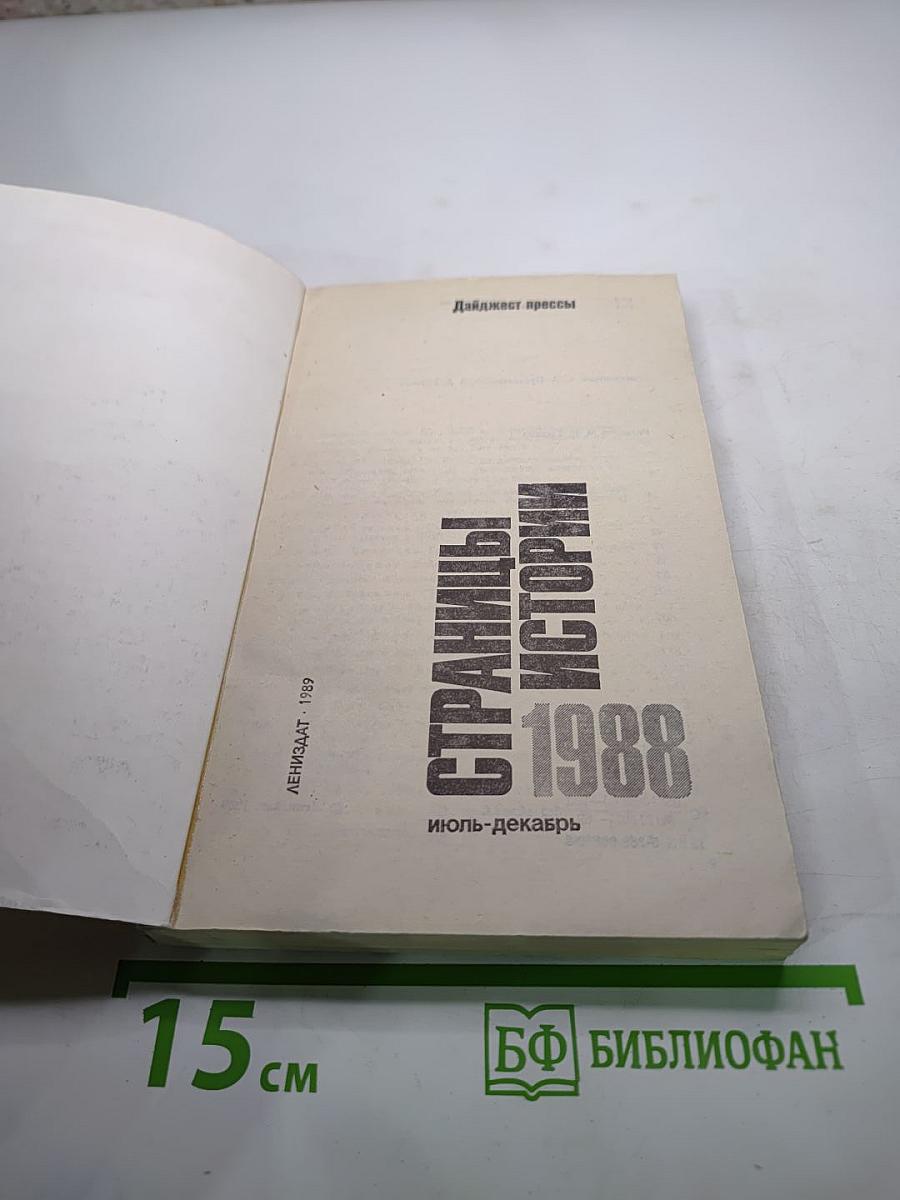 Дайджест прессы
СТРАНИЦЫ
ИСТОРИИ
1988
июль-декабрь
ЛЕНИЗДАТ · 1989
15 см
БФ БИБЛИОФАН